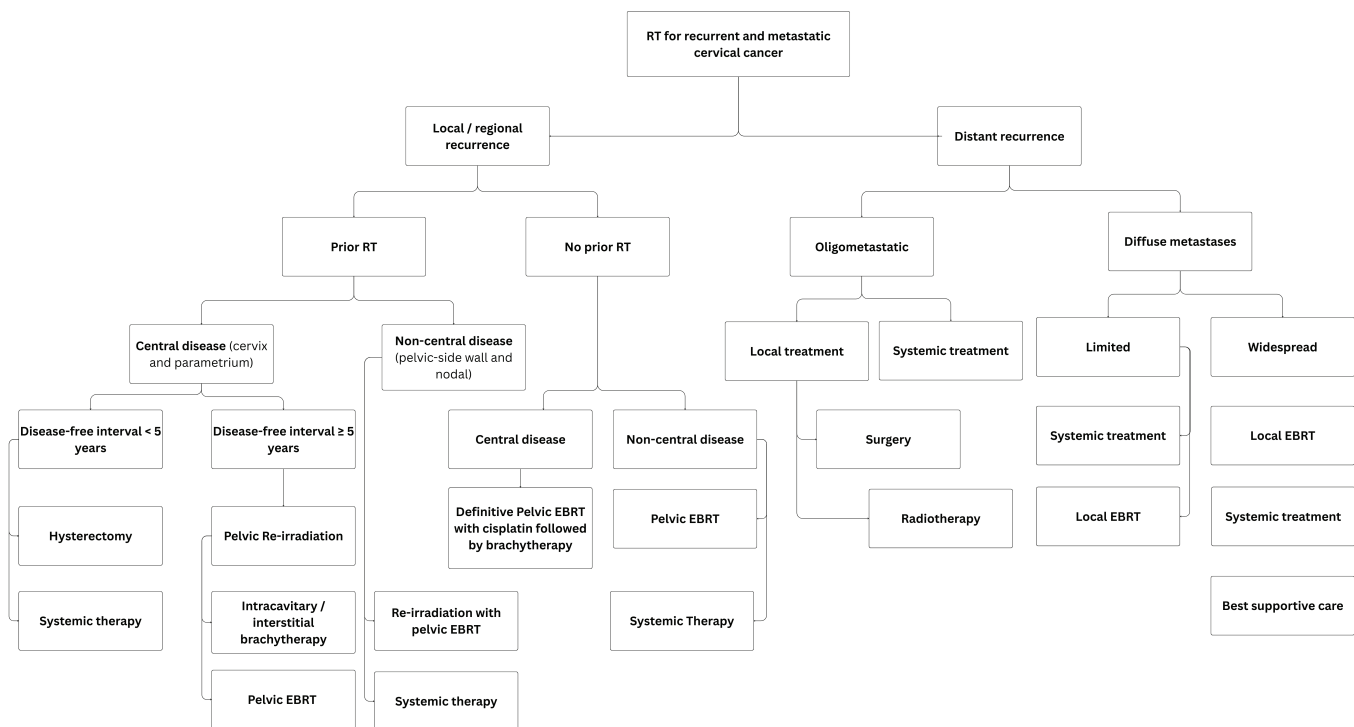 RT for recurrent and metastatic
cervical cancer
Local / regional
recurrence
Distant recurrence
Prior RT
No prior RT
Oligometastatic
Diffuse metastases
Central disease (cervix
and parametrium)
Non-central disease
(pelvic-side wall and
nodal)
Local treatment
Systemic treatment
Limited
Widespread
Disease-free interval < 5
years
Disease-free interval ≥ 5
years
Central disease
Non-central disease
Surgery
Systemic treatment
Local EBRT
Hysterectomy
Pelvic Re-irradiation
Definitive Pelvic EBRT
with cisplatin followed
by brachytherapy
Pelvic EBRT
Radiotherapy
Local EBRT
Systemic treatment
Systemic therapy
Intracavitary /
interstitial
brachytherapy
Re-irradiation with
pelvic EBRT
Systemic Therapy
Best supportive care
Pelvic EBRT
Systemic therapy